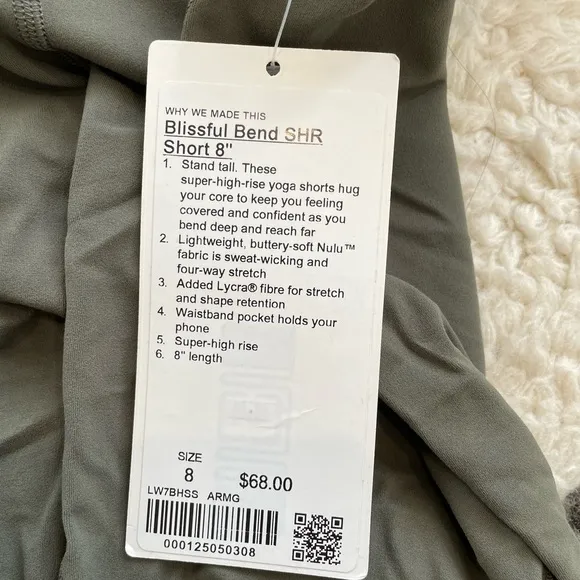 WHY WE MADE THIS
Blissful Bend SHR
Short 8"
1. Stand tall. These
super-high-rise yoga shorts hug
your core to keep you feeling
covered and confident as you
bend deep and reach far
2. Lightweight, buttery-soft Nulu™
fabric is sweat-wicking and
four-way stretch
3. Added Lycra® fibre for stretch
and shape retention
4. Waistband pocket holds your
phone
5. Super-high rise
6. 8" length
SIZE
8 $68.00
LW7BHSS ARMG
000125050308